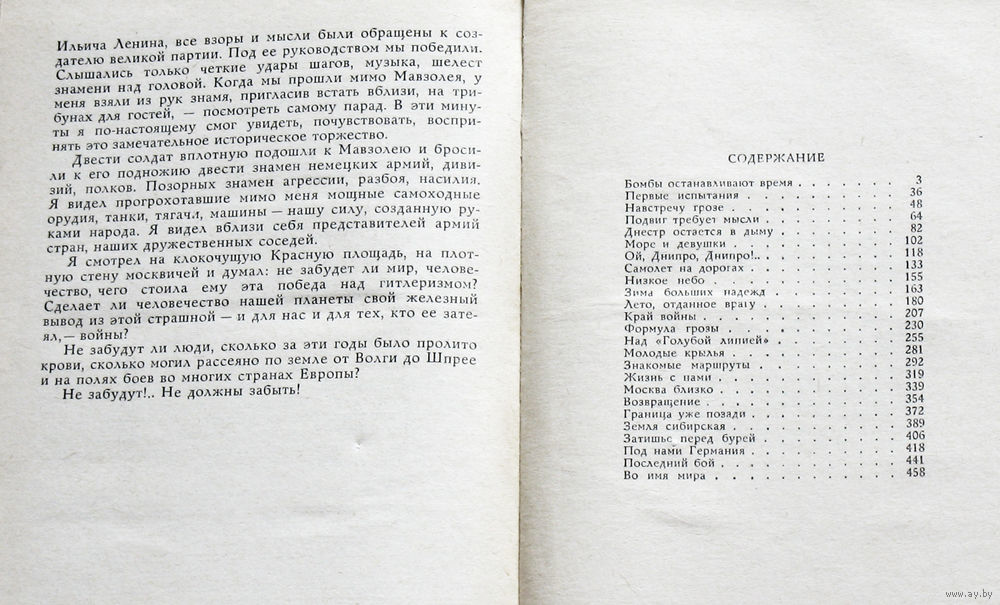 Ильича Ленина, все взоры и мысли были обращены к соз-
дателю великой партии. Под ее руководством мы победили.
Слышались только четкие удары шагов, музыка, шелест
знамени над головой. Когда мы прошли мимо Мавзолея, у
меня взяли из рук знамя, пригласив встать вблизи, на три-
бунах для гостей, — посмотреть самому парад. В эти мину-
ты я по-настоящему смог увидеть, почувствовать, воспри-
нять это замечательное историческое торжество.
Двести солдат вплотную подошли к Мавзолею и броси-
ли к его подножию двести знамен немецких армий, диви-
зий, полков. Позорных знамен агрессии, разбоя, насилия.
Я видел прогрохотавшие мимо меня мощные самоходные
орудия, танки, тягачи, машины — нашу силу, созданную ру-
ками народа. Я видел вблизи себя представителей армий
стран, наших дружественных соседей.
Я смотрел на клокочущую Красную площадь, на плот-
ную стену москвичей и думал: не забудет ли мир, челове-
чество, чего стоила ему эта победа над гитлеризмом?
Сделает ли человечество нашей планеты свой железный
вывод из этой страшной — и для нас и для тех, кто ее зате-
ял, — войны?
Не забудут ли люди, сколько за эти годы было пролито
крови, сколько могил рассеяно по земле от Волги до Шпрее
и на полях боев во многих странах Европы?
Не забудут!.. Не должны забыть!
СОДЕРЖАНИЕ
Бомбы останавливают время . . . . . . . 3
Первые испытания . . . . . . . . . . 36
Навстречу грозе . . . . . . . . . . 48
Подвиг требует мысли . . . . . . . . . 64
Днестр остается в дыму . . . . . . . . 82
Море и девушки . . . . . . . . . . 102
Ой, Днипро, Днипро!.. . . . . . . . . . 118
Самолет на дорогах . . . . . . . . . 133
Низкое небо . . . . . . . . . . . 155
Зима больших надежд . . . . . . . . . 163
Лето, отданное врагу . . . . . . . . . 180
Край войны . . . . . . . . . . . 207
Формула грозы . . . . . . . . . . 230
Над «Голубой линией» . . . . . . . . . 255
Молодые крылья . . . . . . . . . . 281
Знакомые маршруты . . . . . . . . . 292
Жизнь с нами . . . . . . . . . . . 319
Москва близко . . . . . . . . . . . 339
Возвращение . . . . . . . . . . . 354
Граница уже позади . . . . . . . . . 372
Земля сибирская . . . . . . . . . . 389
Затишье перед бурей . . . . . . . . . 406
Под нами Германия . . . . . . . . . 418
Последний бой . . . . . . . . . . . 441
Во имя мира . . . . . . . . . . . 458
www.ay.by